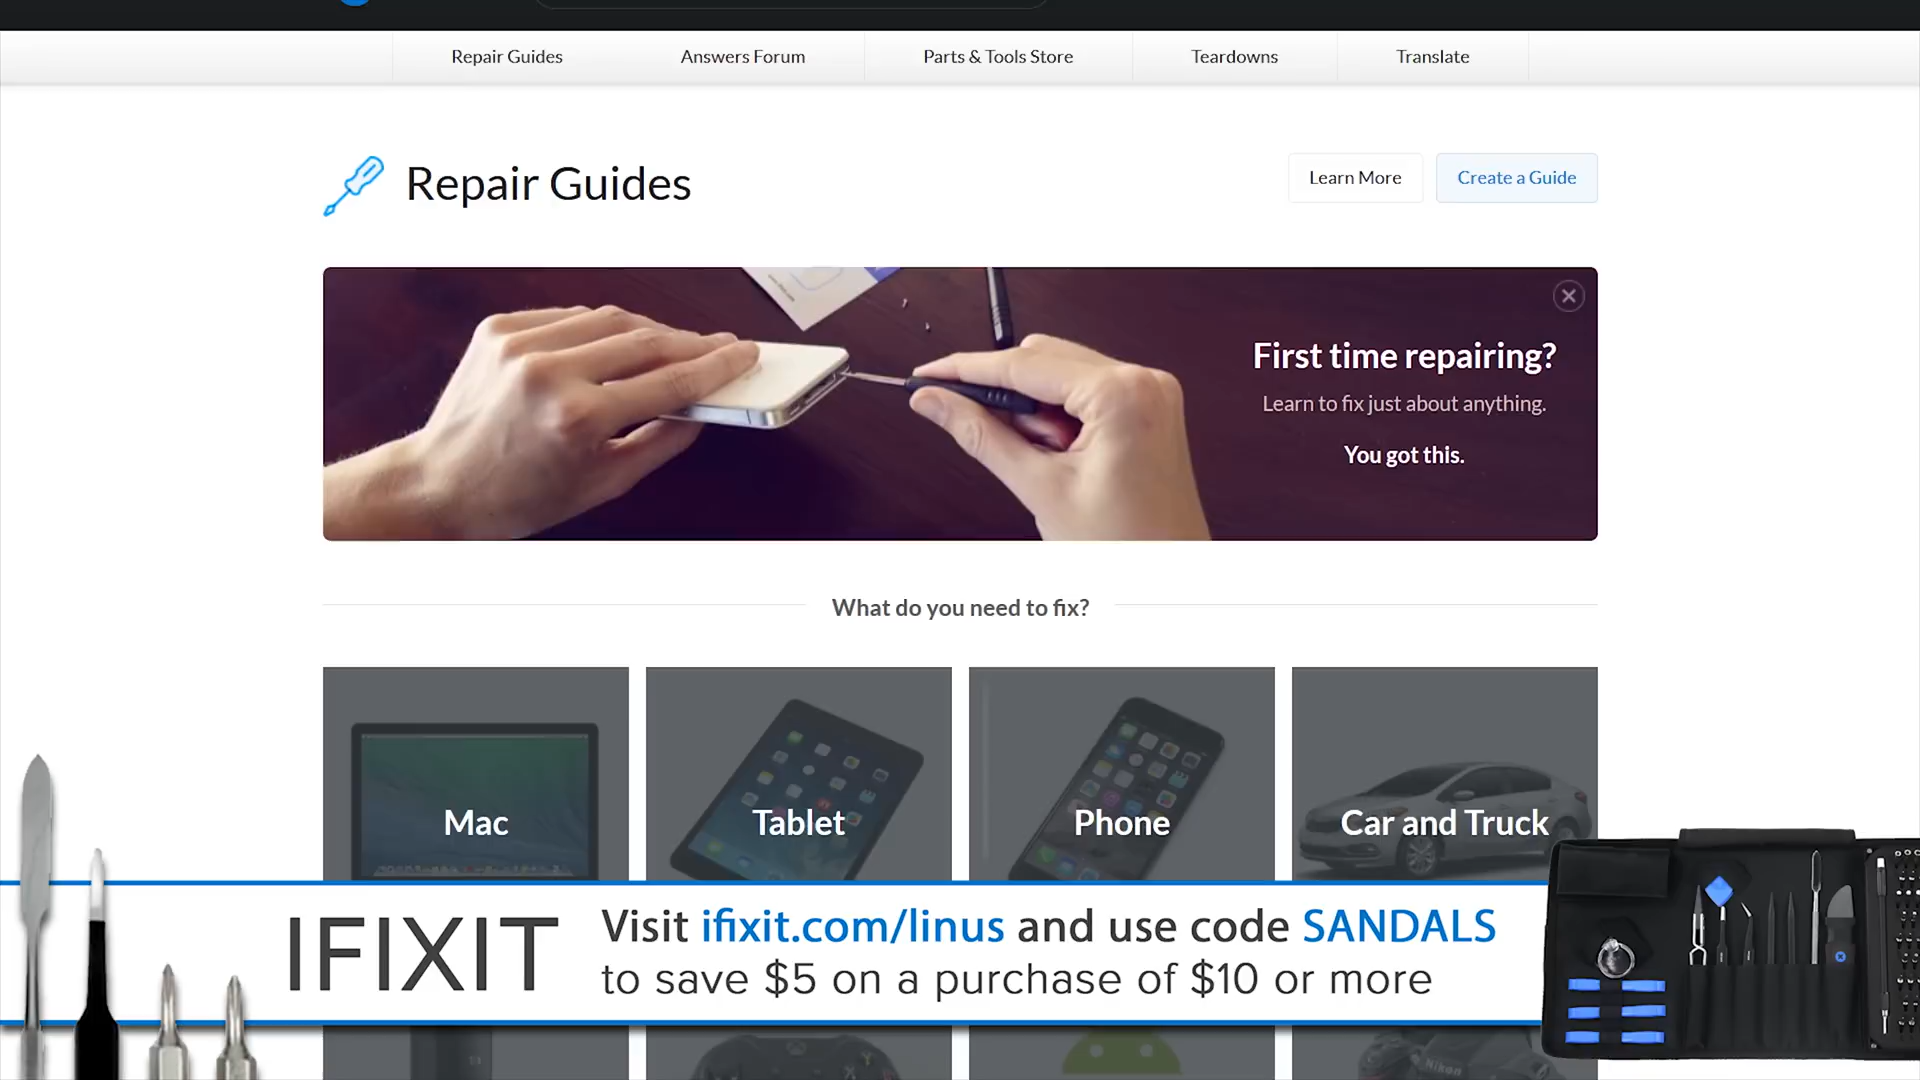 Repair Guides
Answers Forum
Parts & Tools Store
Teardowns
Translate
Repair Guides
Learn More
Create a Guide
First time repairing?
Learn to fix just about anything.
You got this.
What do you need to fix?
Mac
Tablet
Phone
Car and Truck
IFIXIT
Visit ifixit.com/linus and use code SANDALS
to save $5 on a purchase of $10 or more
Nikon